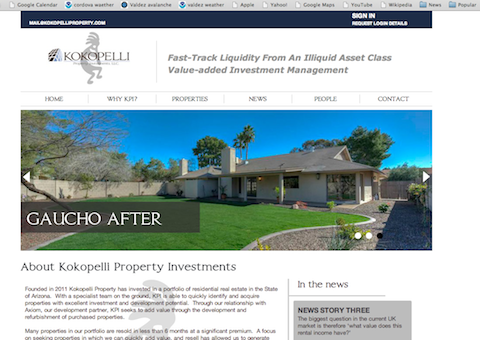 Google Calendar cordova weather Valdez avalanche valdez weather Apple Yahoo! Google Maps YouTube Wikipedia News Popular
MAIL@KOKOPELLIPROPERTY.COM
SIGN IN
REQUEST LOGIN DETAILS
KOKOPELLI
Fast-Track Liquidity From An Illiquid Asset Class
Value-added Investment Management
HOME WHY KPI? PROPERTIES NEWS PEOPLE CONTACT
GAUCHO AFTER
About Kokopelli Property Investments
Founded in 2011 Kokopelli Property has invested in a portfolio of residential real estate in the State
of Arizona. With a specialist team on the ground, KPI is able to quickly identify and acquire
properties with excellent investment and development potential. Through our relationship with
Axiom, our development partner, KPI seeks to add value through the development and
refurbishment of purchased properties.
Many properties in our portfolio are resold in less than 6 months at a significant premium. A focus on
seeking properties in which we can quickly add value, and resell has allowed us to generate
In the news
NEWS STORY THREE
The biggest question in the current UK
market is therefore 'what value does this
rental income have?'